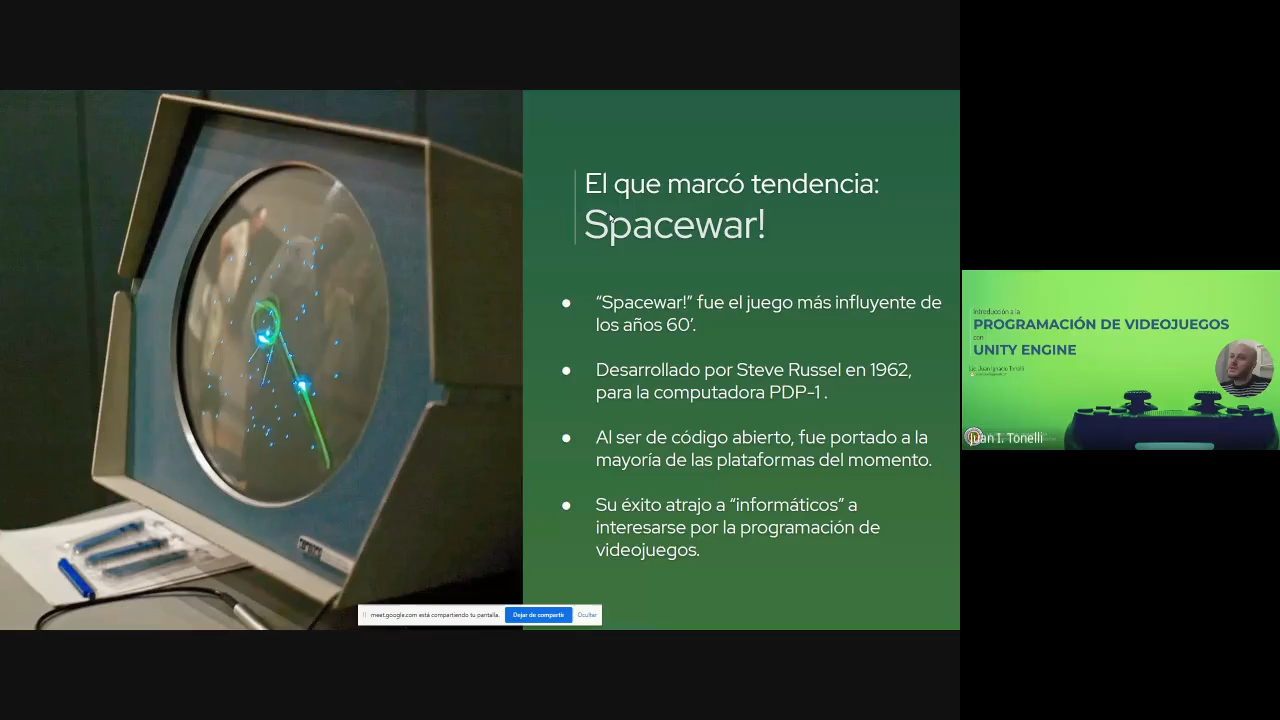 El que marcó tendencia:
Spacewar!
● “Spacewar!” fue el juego más influyente de
los años 60’.
● Desarrollado por Steve Russel en 1962,
para la computadora PDP-1 .
● Al ser de código abierto, fue portado a la
mayoría de las plataformas del momento.
● Su éxito atrajo a “informáticos” a
interesarse por la programación de
videojuegos.
meet.google.com está compartiendo tu pantalla.
Dejar de compartir
Ocultar
Introducción a la
PROGRAMACIÓN DE VIDEOJUEGOS
con
UNITY ENGINE
Lic. Juan Ignacio Tonelli
Juan I. Tonelli